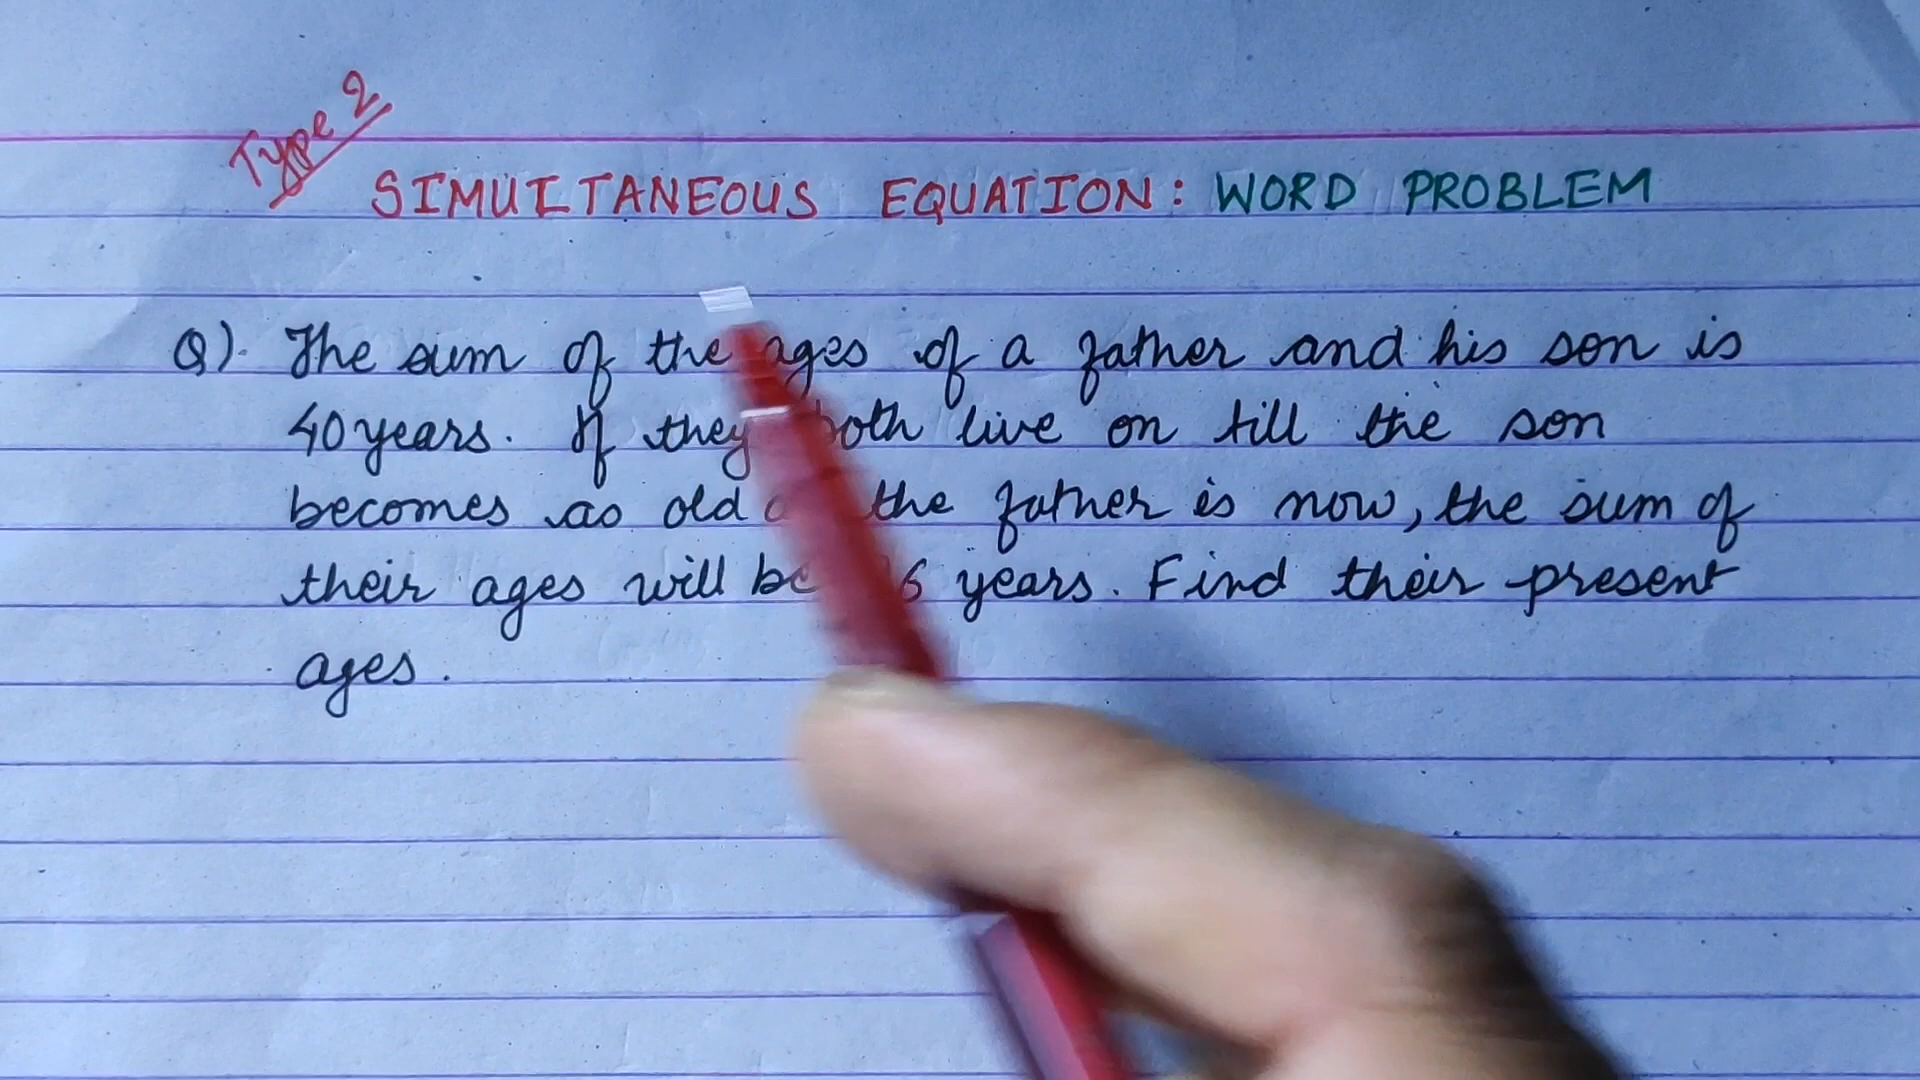 Type 2
SIMULTANEOUS EQUATION: WORD PROBLEM
Q). The sum of the ages of a father and his son is
40 years. If they both live on till the son
becomes as old the father is now, the sum of
their ages will be years. Find their present
ages.